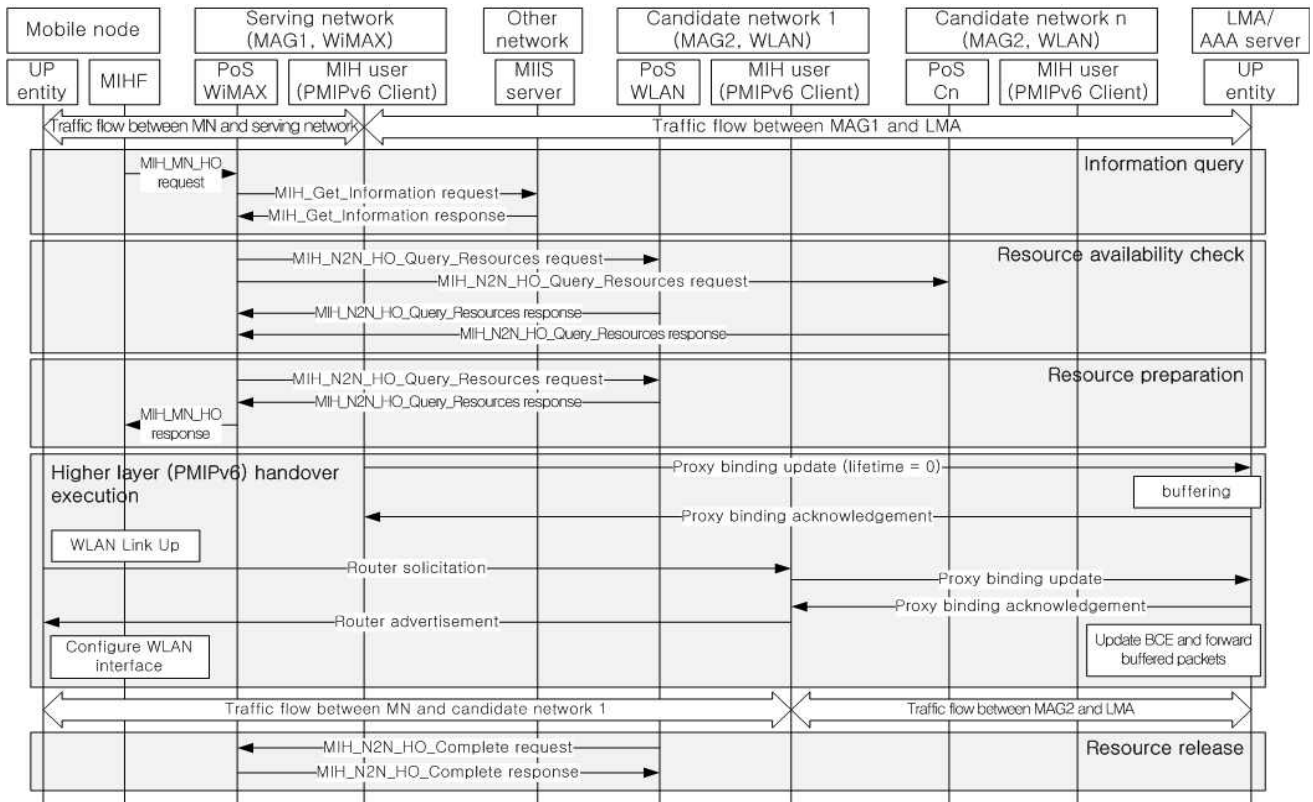 Mobile node
Serving network
(MAG1, WiMAX)
Other
network
Candidate network 1
(MAG2, WLAN)
Candidate network n
(MAG2, WLAN)
LMA/
AAA server
UP
entity
MIHF
PoS
WiMAX
MIH user
(PMIPv6 Client)
MIIS
server
PoS
WLAN
MIH user
(PMIPv6 Client)
PoS
Cn
MIH user
(PMIPv6 Client)
UP
entity
Traffic flow between MN and serving network
Traffic flow between MAG1 and LMA
Information query
MIH_MN_HO
request
MIH_Get_Information request
MIH_Get_Information response
Resource availability check
MIH_N2N_HO_Query_Resources request
MIH_N2N_HO_Query_Resources request
MIH_N2N_HO_Query_Resources response
MIH_N2N_HO_Query_Resources response
Resource preparation
MIH_N2N_HO_Query_Resources request
MIH_N2N_HO_Query_Resources response
MIH_MN_HO
response
Higher layer (PMIPv6) handover
execution
Proxy binding update (lifetime = 0)
buffering
Proxy binding acknowledgement
WLAN Link Up
Router solicitation
Proxy binding update
Proxy binding acknowledgement
Router advertisement
Configure WLAN
interface
Update BCE and forward
buffered packets
Traffic flow between MN and candidate network 1
Traffic flow between MAG2 and LMA
Resource release
MIH_N2N_HO_Complete request
MIH_N2N_HO_Complete response